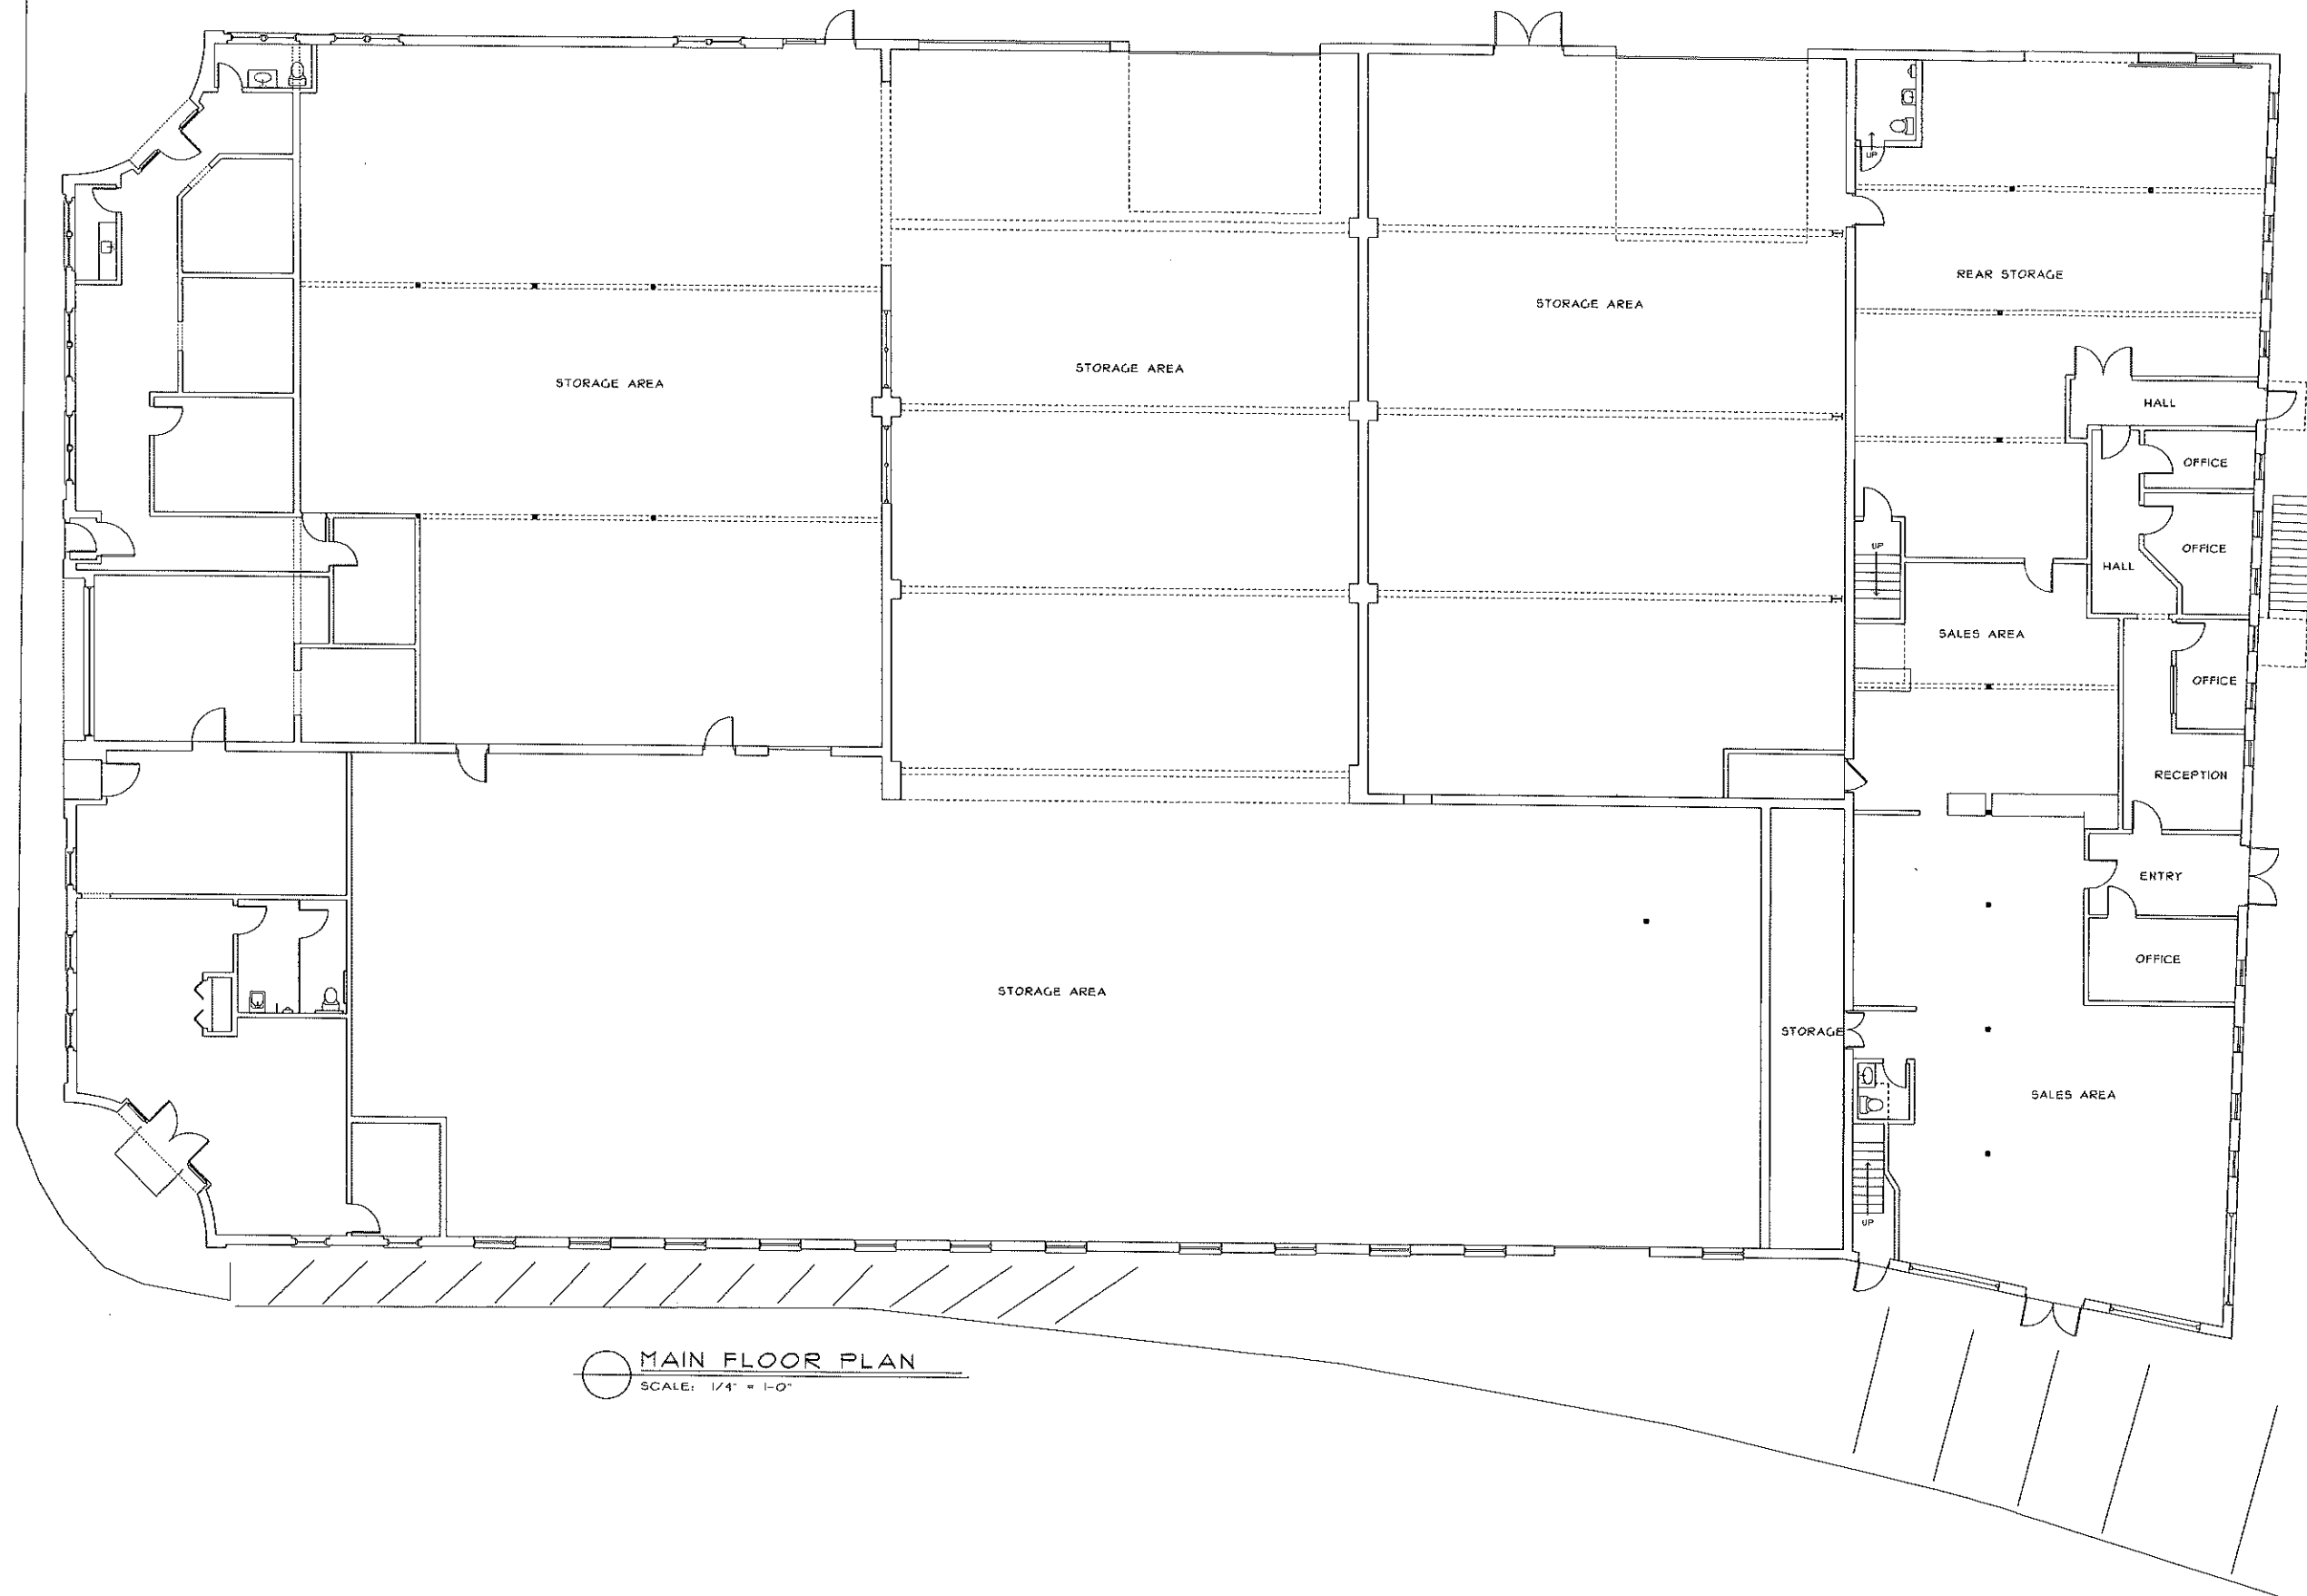 UP
REAR STORAGE
STORAGE AREA
STORAGE AREA
STORAGE AREA
HALL
OFFICE
UP
OFFICE
HALL
SALES AREA
OFFICE
RECEPTION
ENTRY
OFFICE
STORAGE AREA
STORAGE
SALES AREA
UP
MAIN FLOOR PLAN
SCALE: 1/4" = 1-0"